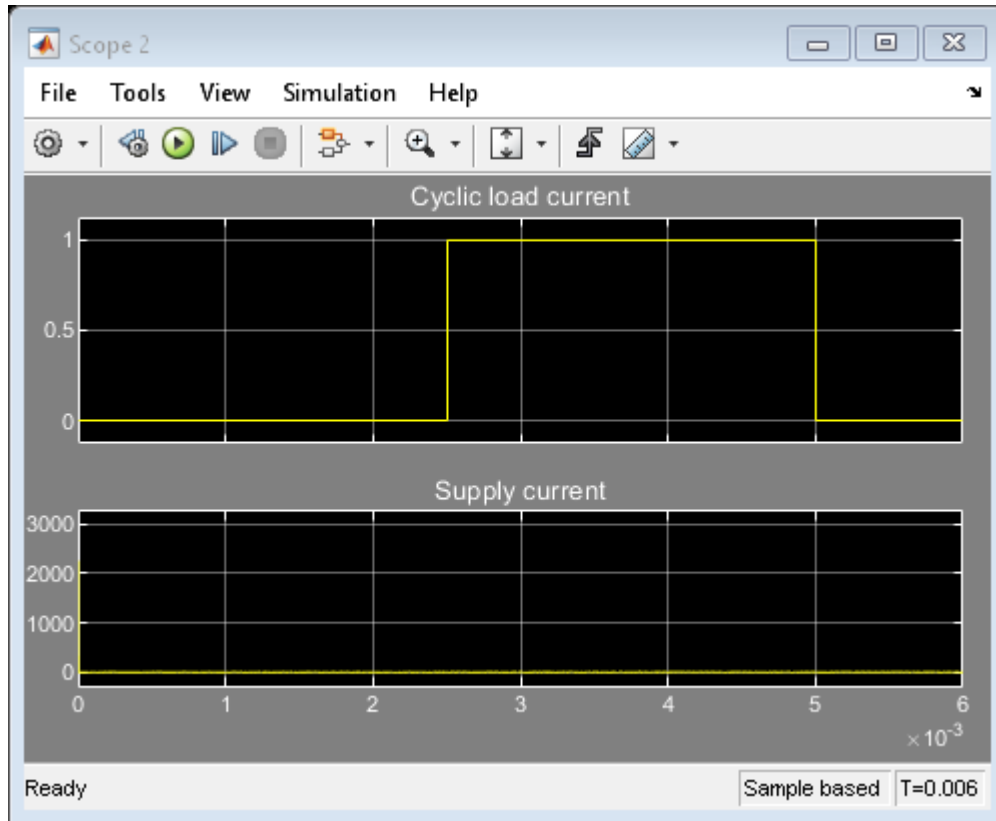 Scope 2
File Tools View Simulation Help
Cyclic load current
1
0.5
0
Supply current
3000
2000
1000
0
0 1 2 3 4 5 6
×10-3
Ready Sample based T=0.006